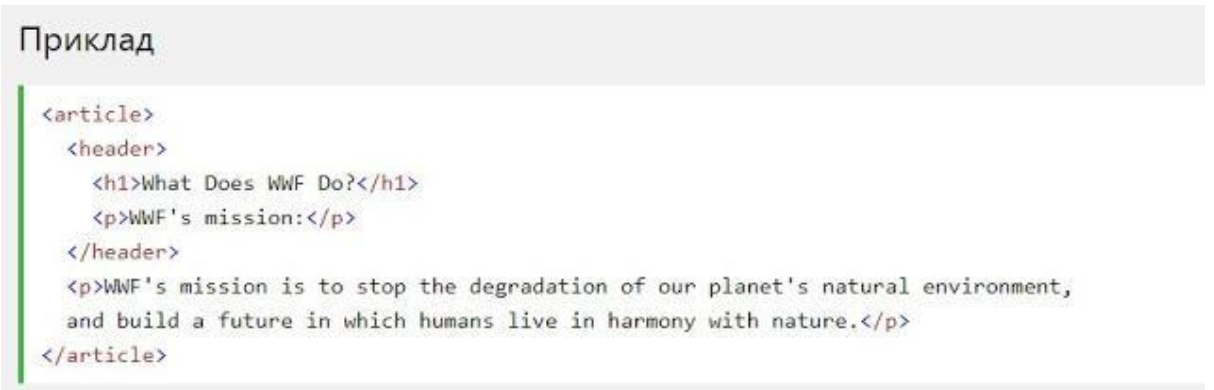 Приклад
<article>
<header>
<h1>What Does WWF Do?</h1>
<p>WWF's mission:</p>
</header>
<p>WWF's mission is to stop the degradation of our planet's natural environment,
and build a future in which humans live in harmony with nature.</p>
</article>